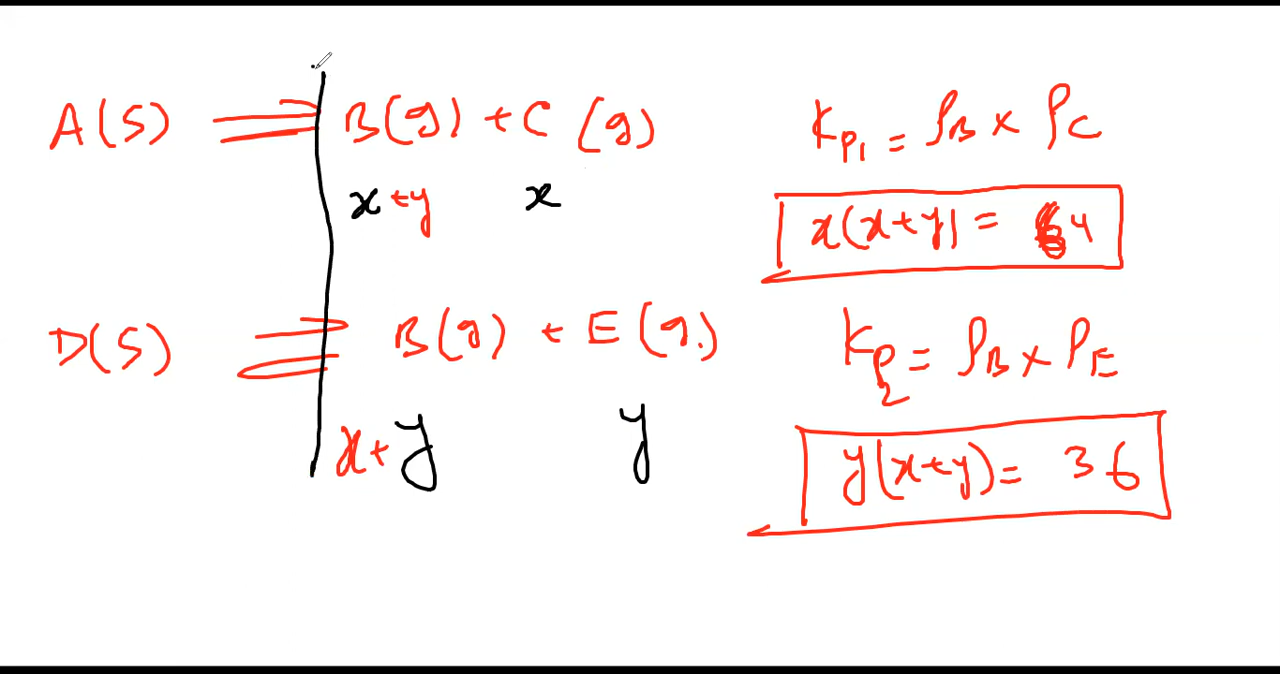 A(S) ⇌ B(g) + C (g)
x + y x
Kp1 = PB × PC
x(x+y) = 64
D(S) ⇌ B(g) + E(g)
x + y y
Kp2 = PB × PE
y(x+y) = 36